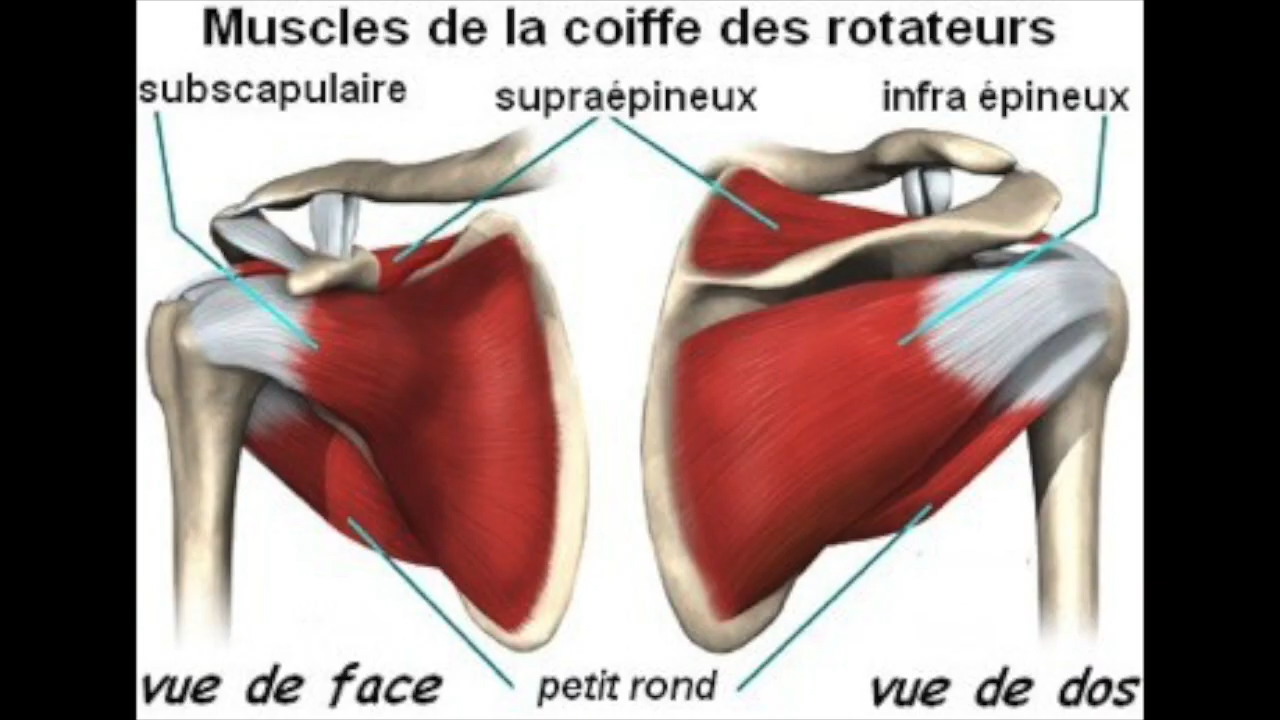 Muscles de la coiffe des rotateurs
subscapulaire
supraépineux
infra épineux
vue de face
petit rond
vue de dos